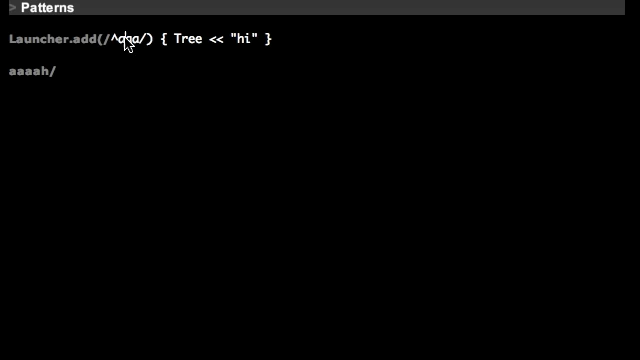 > Patterns
Launcher.add(/^aaa/) { Tree << "hi" }
aaaah/